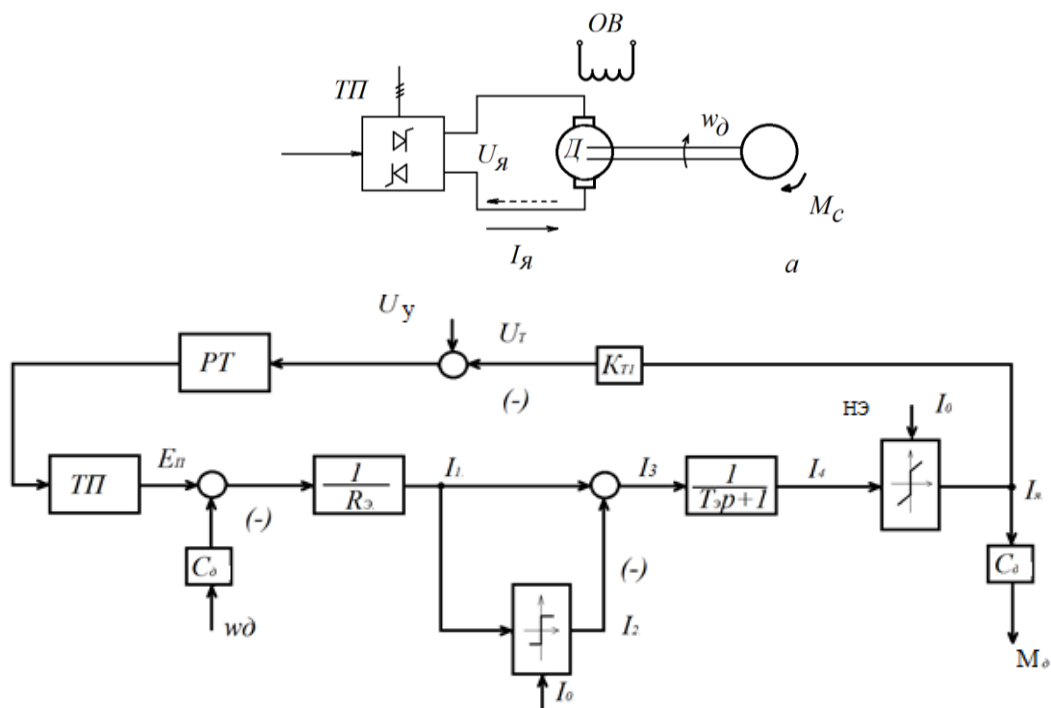 ОВ
ТП
wд
Uя
Д
Mс
Iя
а
Uу
Uт
РТ
Kт1
(-)
нэ
I₀
ТП
Eп
1
Rэ.
I₁.
I₃
1
Tэp+1
I₄
Iя.
(-)
Cд
(-)
Cд
wд
I₂
Mд
I₀